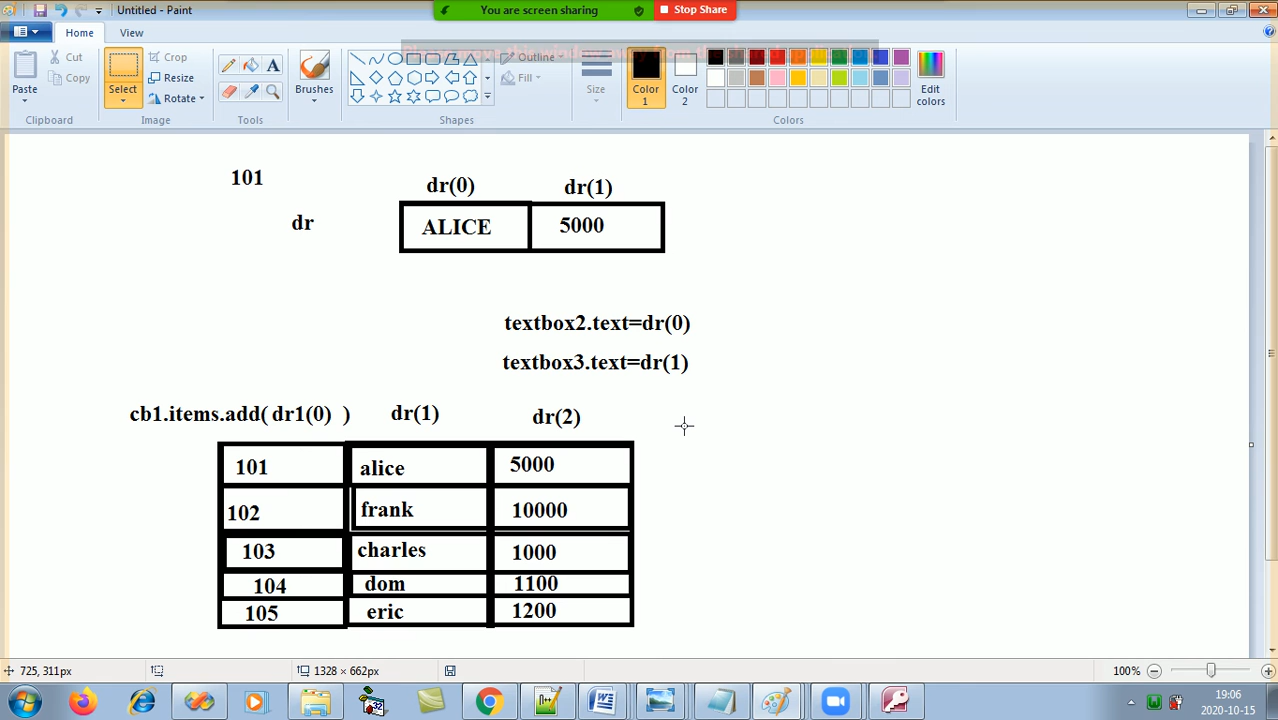 Untitled - Paint
You are screen sharing
Stop Share
Home
View
Paste
Cut
Copy
Clipboard
Select
Crop
Resize
Rotate
Image
Tools
Brushes
Outline
Fill
Shapes
Size
Color 1
Color 2
Edit colors
Colors
101
dr(0) dr(1)
dr ALICE 5000
textbox2.text=dr(0)
textbox3.text=dr(1)
cb1.items.add( dr1(0) ) dr(1) dr(2)
101 alice 5000
102 frank 10000
103 charles 1000
104 dom 1100
105 eric 1200
725, 311px
1328 × 662px
100%
32
19:06
2020-10-15